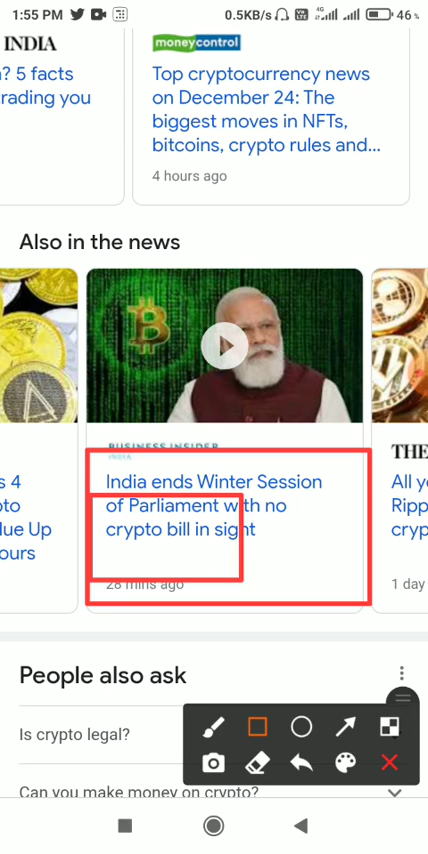 1:55 PM
0.5KB/s
4G
46%
INDIA
moneycontrol
? 5 facts
rading you
Top cryptocurrency news
on December 24: The
biggest moves in NFTs,
bitcoins, crypto rules and...
4 hours ago
Also in the news
BUSINESS INSIDER
INDIA
THE
s 4
India ends Winter Session
of Parliament with no
crypto bill in sight
lue Up
ours
All y
Ripp
cryp
28 mins ago
1 day
People also ask
Is crypto legal?
Can you make money on crypto?